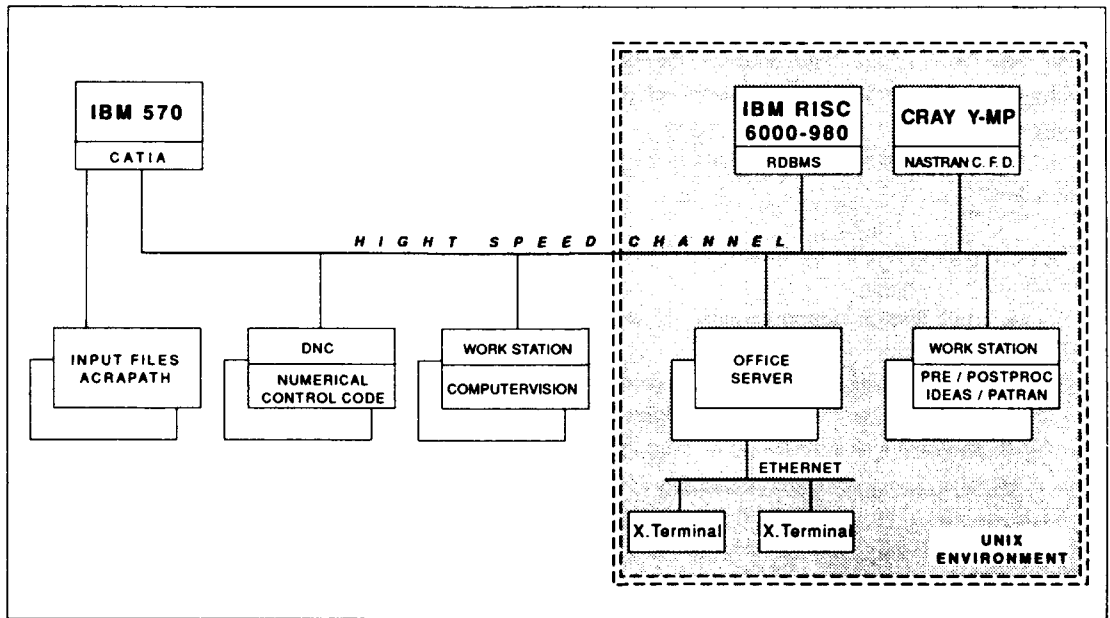 IBM 570
CATIA
IBM RISC
6000-980
RDBMS
CRAY Y-MP
NASTRAN C. F. D.
HIGHT SPEED CHANNEL
INPUT FILES
ACRAPATH
DNC
NUMERICAL
CONTROL CODE
WORK STATION
COMPUTERVISION
OFFICE
SERVER
WORK STATION
PRE / POSTPROC
IDEAS / PATRAN
ETHERNET
X.Terminal
X.Terminal
UNIX
ENVIRONMENT